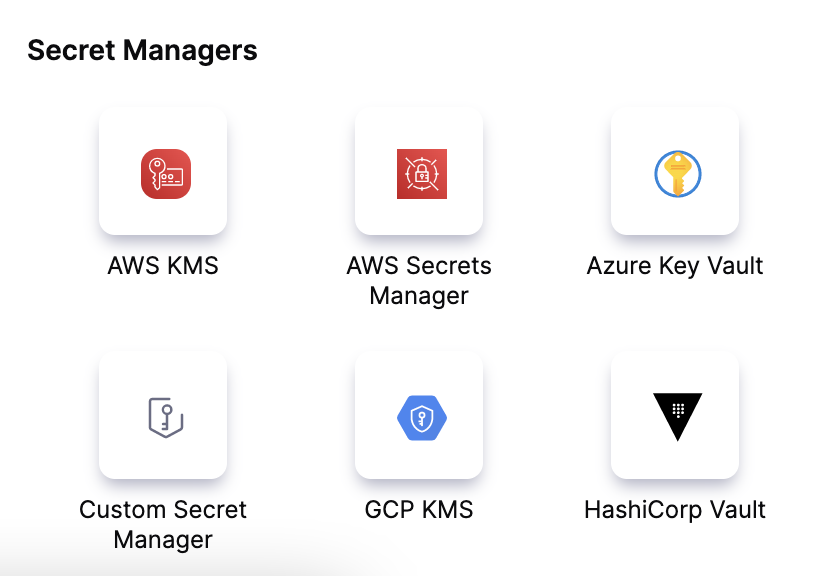 Secret Managers
AWS KMS
AWS Secrets
Manager
Azure Key Vault
Custom Secret
Manager
GCP KMS
HashiCorp Vault